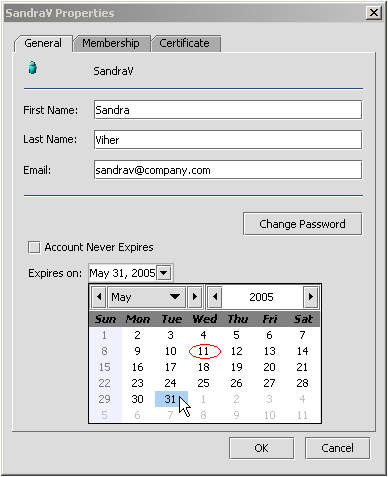 SandraV Properties
General Membership Certificate
SandraV
First Name: Sandra
Last Name: Viher
Email: sandrav@company.com
Change Password
Account Never Expires
Expires on: May 31, 2005
May 2005
Sun Mon Tue Wed Thu Fri Sat
1 2 3 4 5 6 7
8 9 10 11 12 13 14
15 16 17 18 19 20 21
22 23 24 25 26 27 28
29 30 31 1 2 3 4
5 6 7 8 9 10 11
OK Cancel